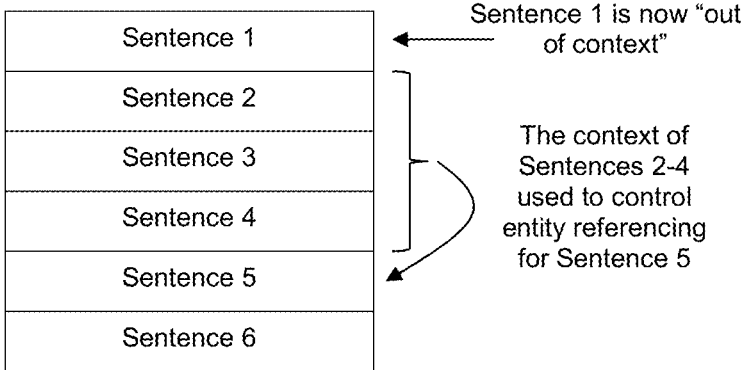 Sentence 1
Sentence 2
Sentence 3
Sentence 4
Sentence 5
Sentence 6
Sentence 1 is now “out
of context”
The context of
Sentences 2-4
used to control
entity referencing
for Sentence 5